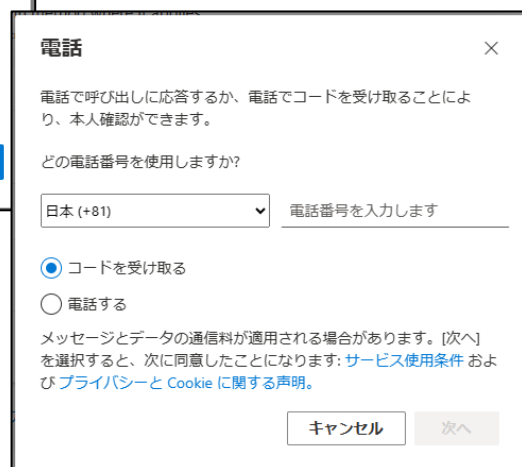 電話
電話で呼び出しに応答するか、電話でコードを受け取ることによ
り、本人確認ができます。
どの電話番号を使用しますか?
日本 (+81)
電話番号を入力します
コードを受け取る
電話する
メッセージとデータの通信料が適用される場合があります。[次へ]
を選択すると、次に同意したことになります: サービス使用条件 およ
び プライバシーと Cookie に関する声明。
キャンセル
次へ